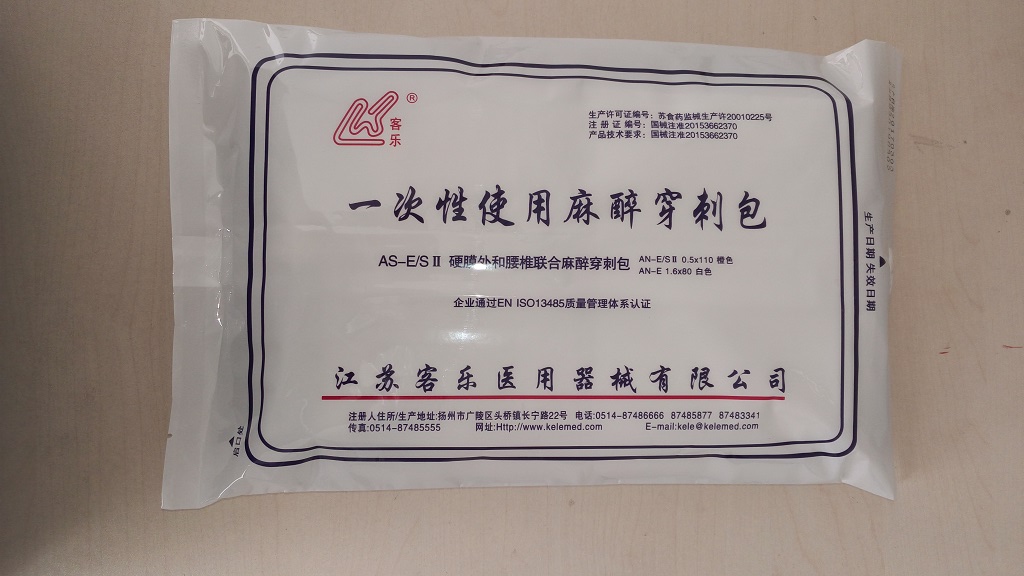 客乐®
生产许可证编号：苏食药监械生产许20010225号
注 册 证 编号：国械注准20153662370
产品技术要求：国械注准20153662370
一次性使用麻醉穿刺包
AS-E/S II 硬膜外和腰椎联合麻醉穿刺包
AN-E/S II 0.5x110 橙色
AN-E 1.6x80 白色
企业通过EN ISO13485质量管理体系认证
江苏客乐医用器械有限公司
注册人住所/生产地址:扬州市广陵区头桥镇长宁路22号 电话:0514-87486666 87485877 87483341
传真:0514-87485555 网址:Http://www.kelemed.com E-mail:kele@kelemed.com
生产日期 失效日期
启口处